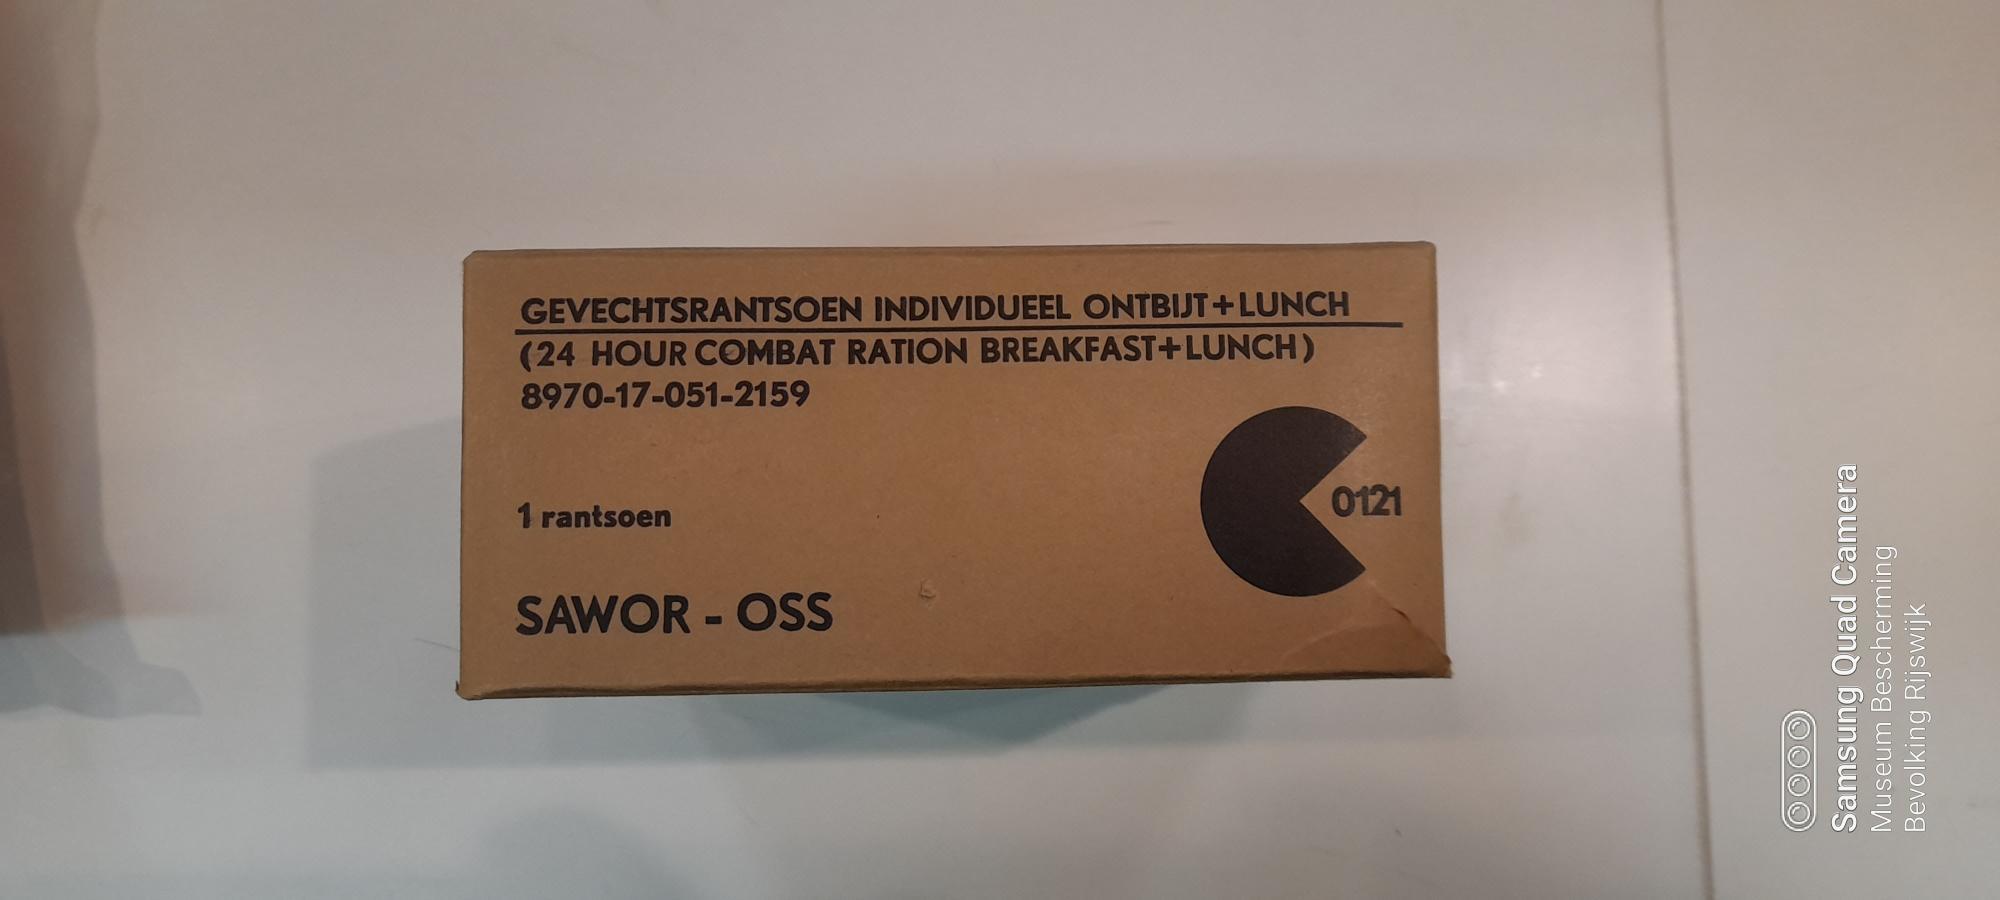 GEVECHTSRANTSOEN INDIVIDUEEL ONTBIJT+LUNCH
(24 HOUR COMBAT RATION BREAKFAST+LUNCH)
8970-17-051-2159
0121
1 rantsoen
SAWOR - OSS
Samsung Quad Camera
Museum Bescherming
Bevolking Rijswijk